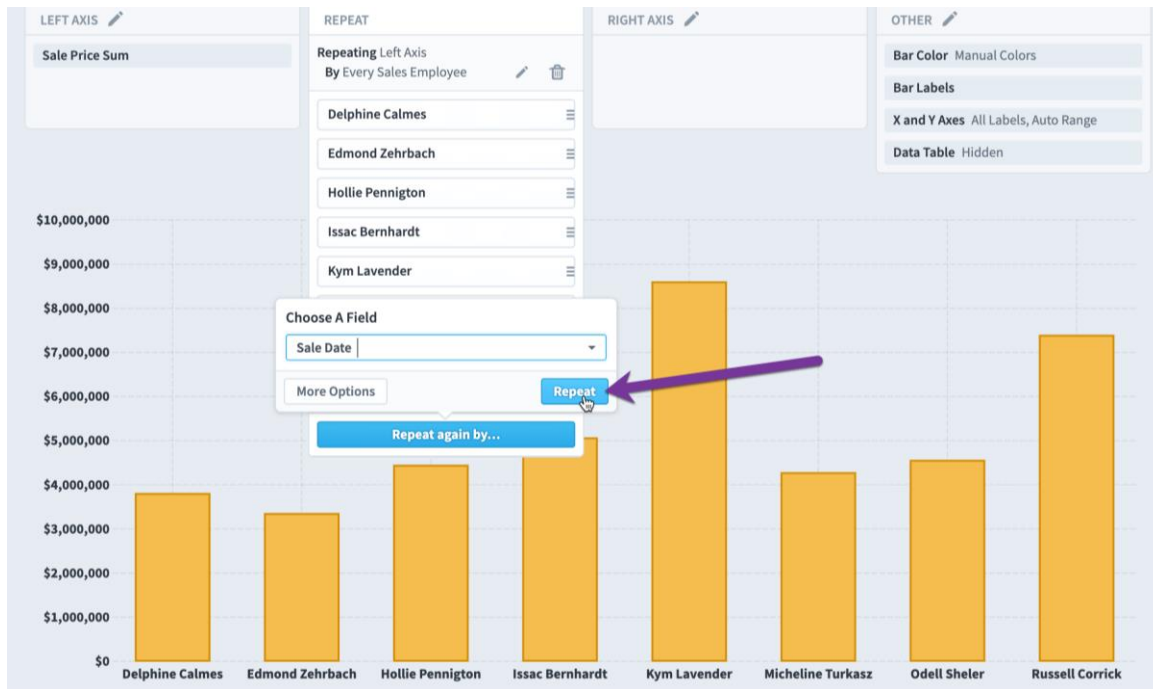 LEFT AXIS
Sale Price Sum
REPEAT
Repeating Left Axis
By Every Sales Employee
Delphine Calmes
Edmond Zehrbach
Hollie Pennigton
Issac Bernhardt
Kym Lavender
RIGHT AXIS
OTHER
Bar Color Manual Colors
Bar Labels
X and Y Axes All Labels, Auto Range
Data Table Hidden
Choose A Field
Sale Date
More Options
Repeat
Repeat again by...
$10,000,000
$9,000,000
$8,000,000
$7,000,000
$6,000,000
$5,000,000
$4,000,000
$3,000,000
$2,000,000
$1,000,000
$0
Delphine Calmes
Edmond Zehrbach
Hollie Pennigton
Issac Bernhardt
Kym Lavender
Micheline Turkasz
Odell Sheler
Russell Corrick